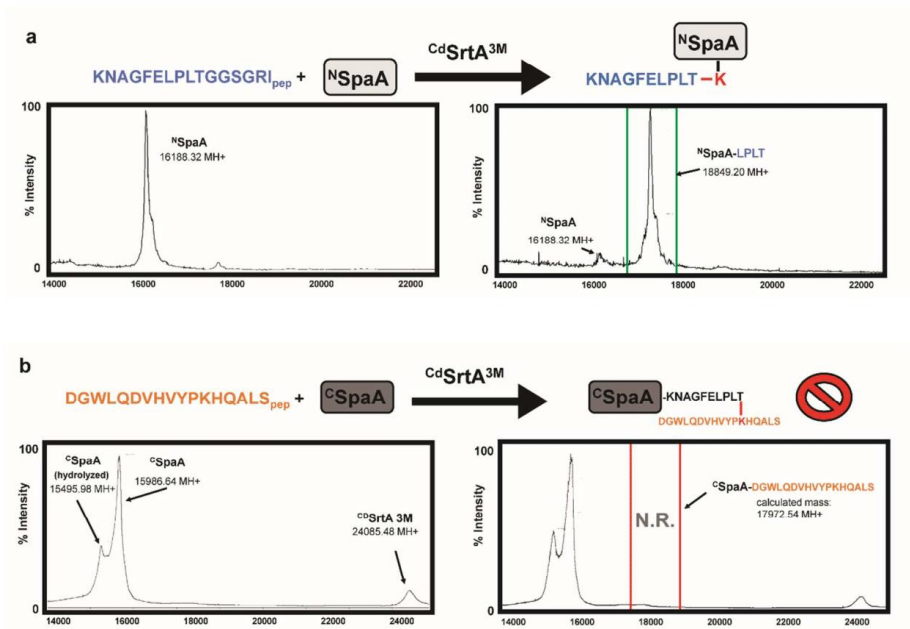 a
KNAGFELPLTGGSGRIpep + NSpaA
CdSrtA3M
NSpaA
KNAGFELPLT-K
100
% Intensity
0
NSpaA
16188.32 MH+
14000 16000 18000 20000 22000
100
% Intensity
0
NSpaA-LPLT
18849.20 MH+
NSpaA
16188.32 MH+
14000 16000 18000 20000 22000
b
DGWLQDVHVYPKHQALSpep + CSpaA
CdSrtA3M
CSpaA-KNAGFELPLT
DGWLQDVHVYPKHQALS
100
% Intensity
0
CSpaA
(hydrolyzed)
15495.98 MH+
CSpaA
15986.64 MH+
CDSrtA 3M
24085.48 MH+
14000 16000 18000 20000 22000 24000
100
% Intensity
0
N.R.
CSpaA-DGWLQDVHVYPKHQALS
calculated mass:
17972.54 MH+
14000 16000 18000 20000 22000 24000